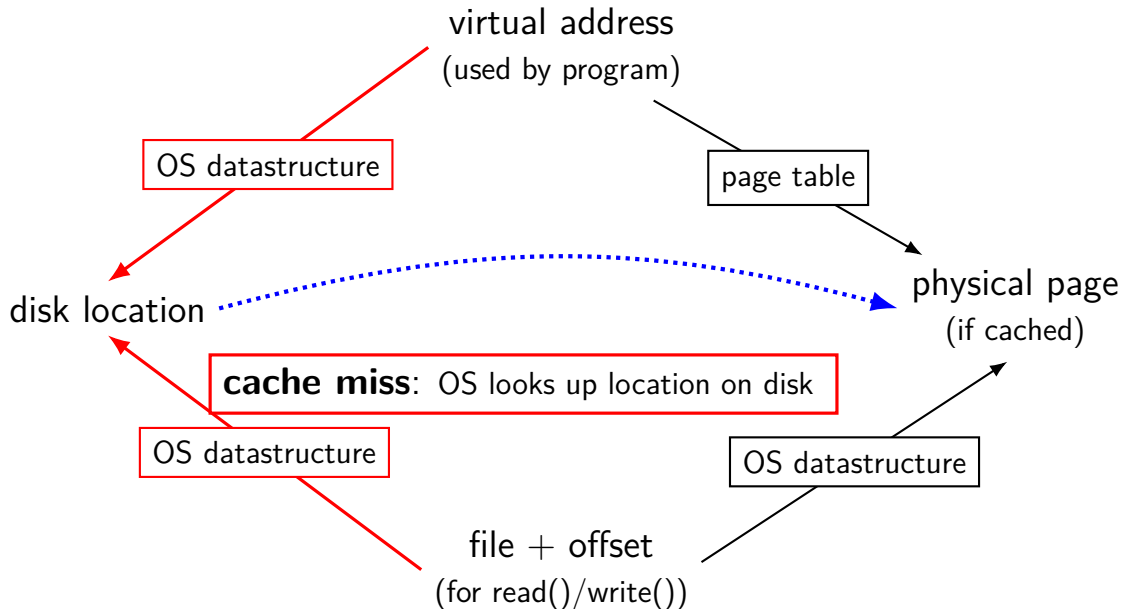 virtual address
(used by program)
OS datastructure
page table
disk location
physical page
(if cached)
cache miss: OS looks up location on disk
OS datastructure
OS datastructure
file + offset
(for read()/write())